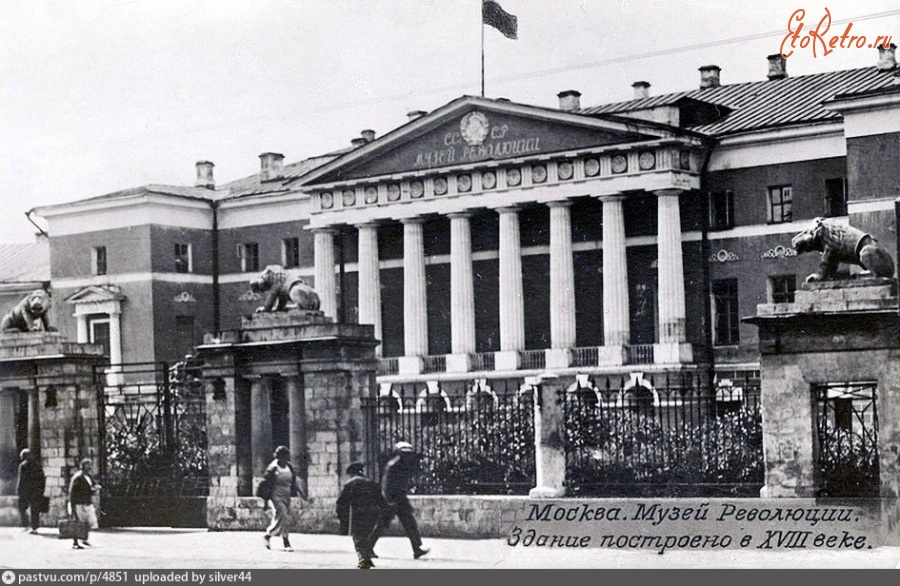 EtoRetro.ru
СССР
МУЗЕЙ РЕВОЛЮЦИИ
Москва. Музей Революции.
Здание построено в XVIII веке.
pastvu.com/p/4851 uploaded by silver44